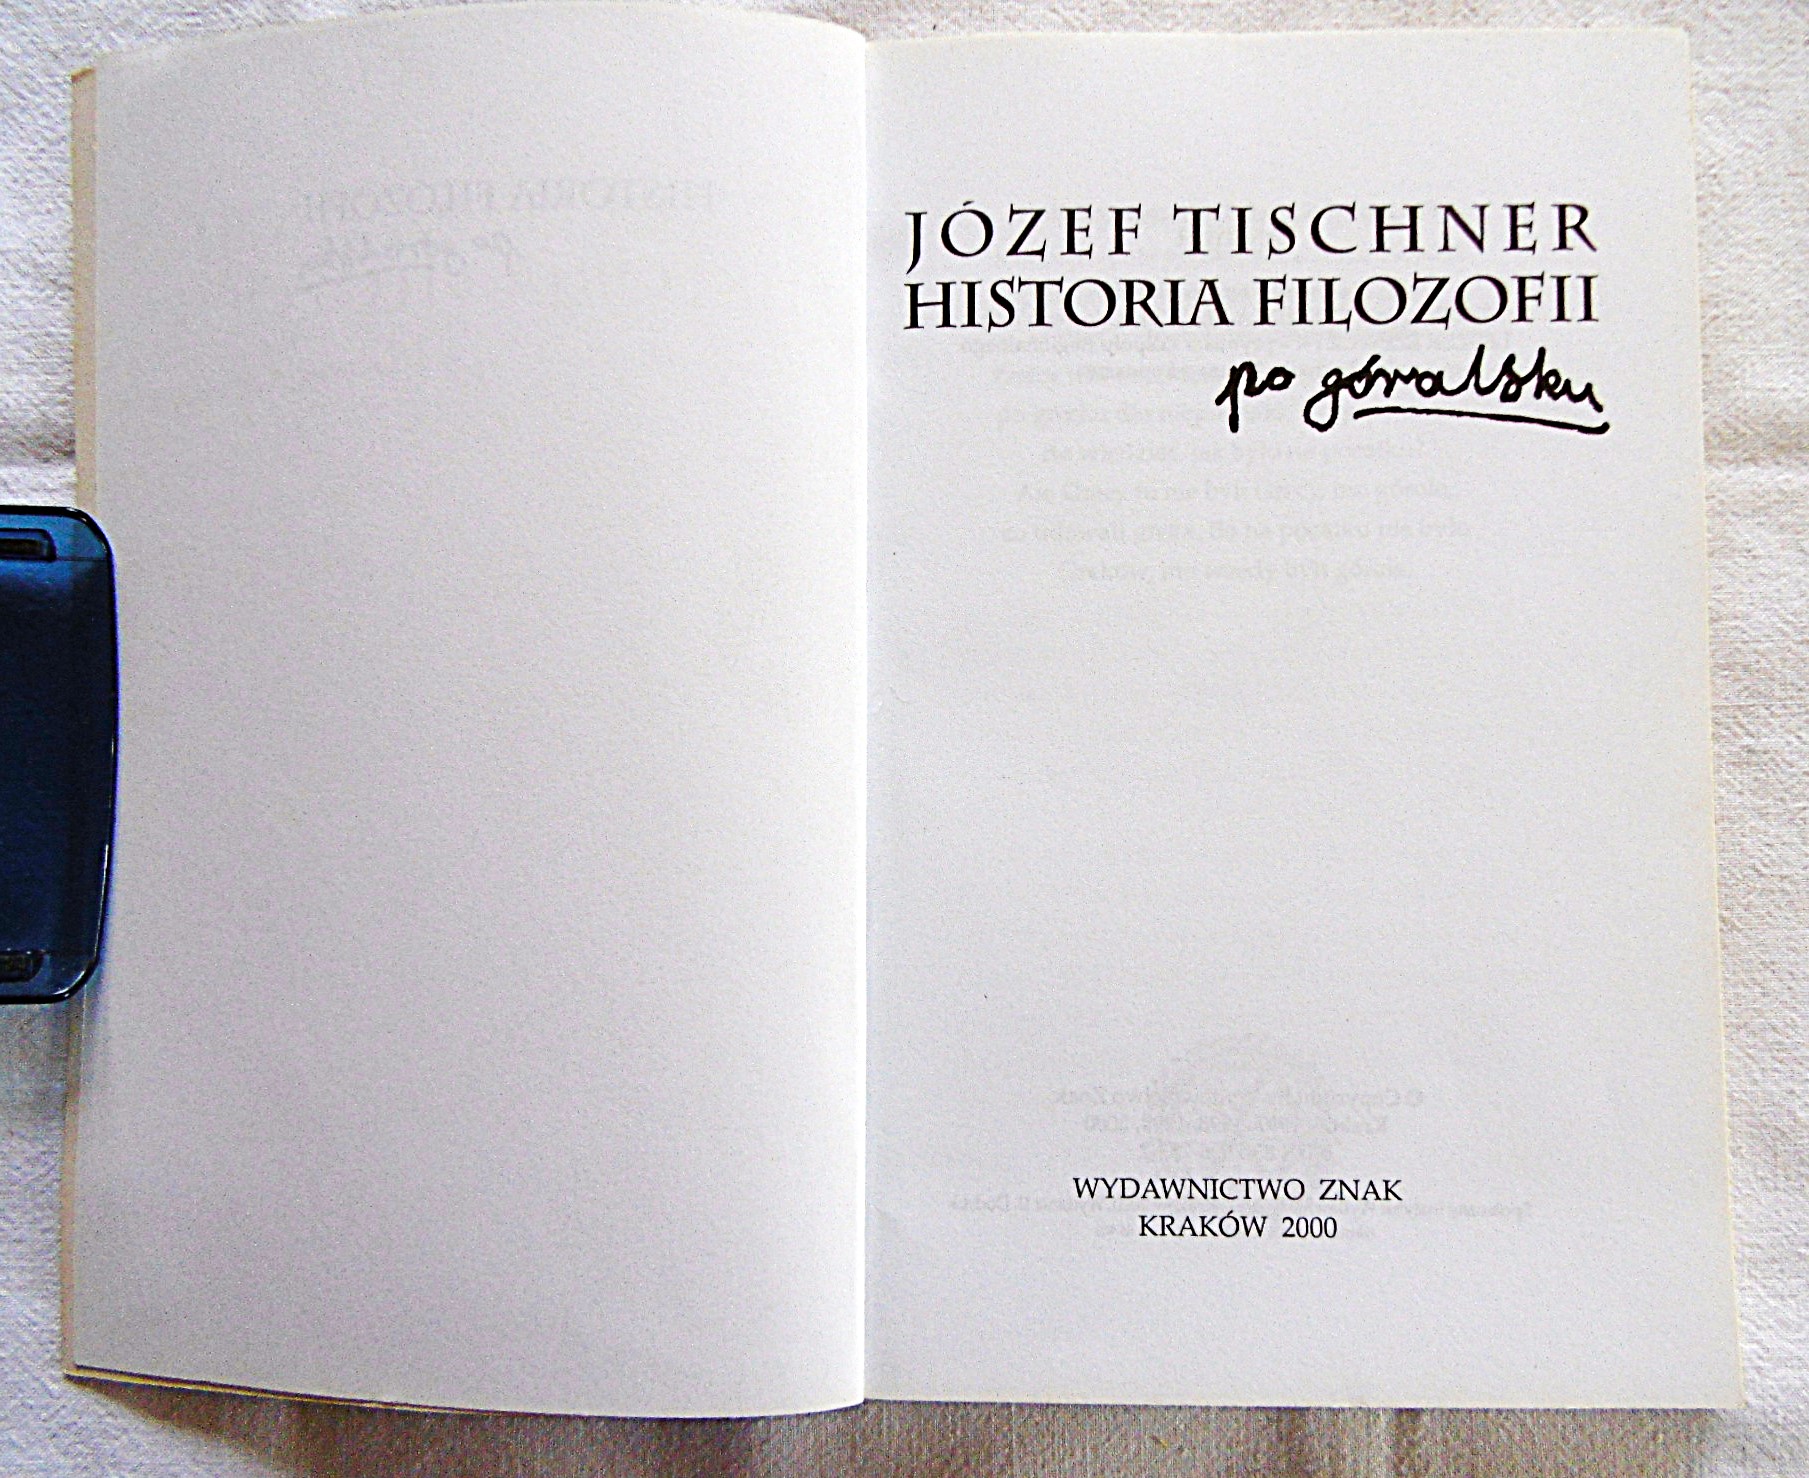 JÓZEF TISCHNER
HISTORIA FILOZOFII
po góralsku
WYDAWNICTWO ZNAK
KRAKÓW 2000